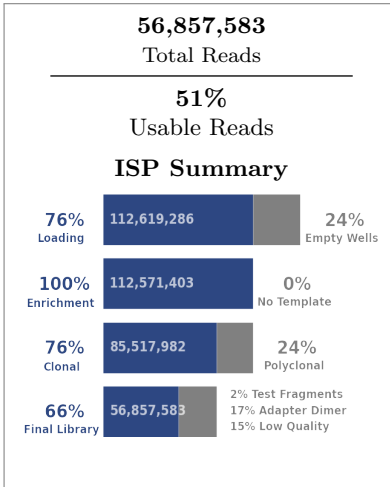 56,857,583
Total Reads
51%
Usable Reads
ISP Summary
76%
Loading
112,619,286
24%
Empty Wells
100%
Enrichment
112,571,403
0%
No Template
76%
Clonal
85,517,982
24%
Polyclonal
66%
Final Library
56,857,583
2% Test Fragments
17% Adapter Dimer
15% Low Quality